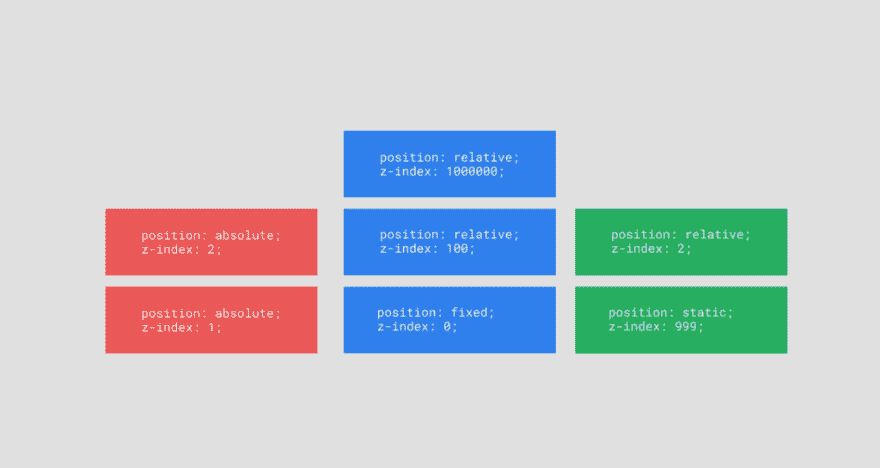 position: relative;
z-index: 1000000;
position: absolute;
z-index: 2;
position: relative;
z-index: 100;
position: relative;
z-index: 2;
position: absolute;
z-index: 1;
position: fixed;
z-index: 0;
position: static;
z-index: 999;